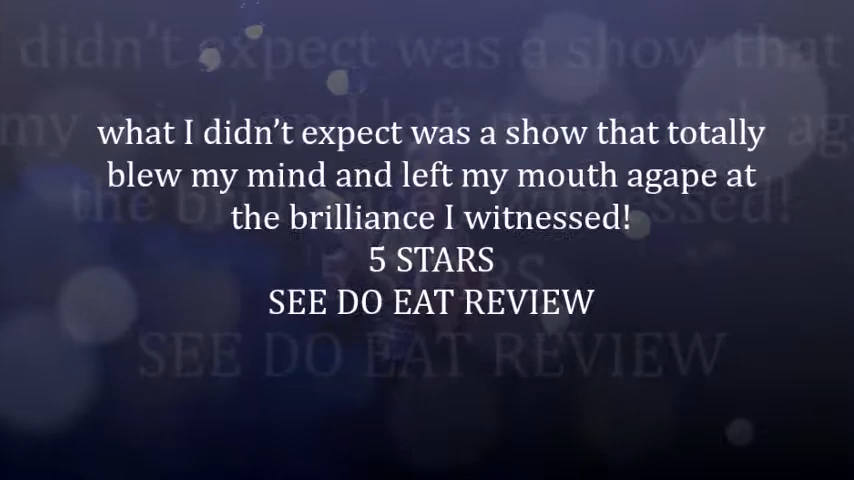 what I didn't expect was a show that totally
blew my mind and left my mouth agape at
the brilliance I witnessed!
5 STARS
SEE DO EAT REVIEW